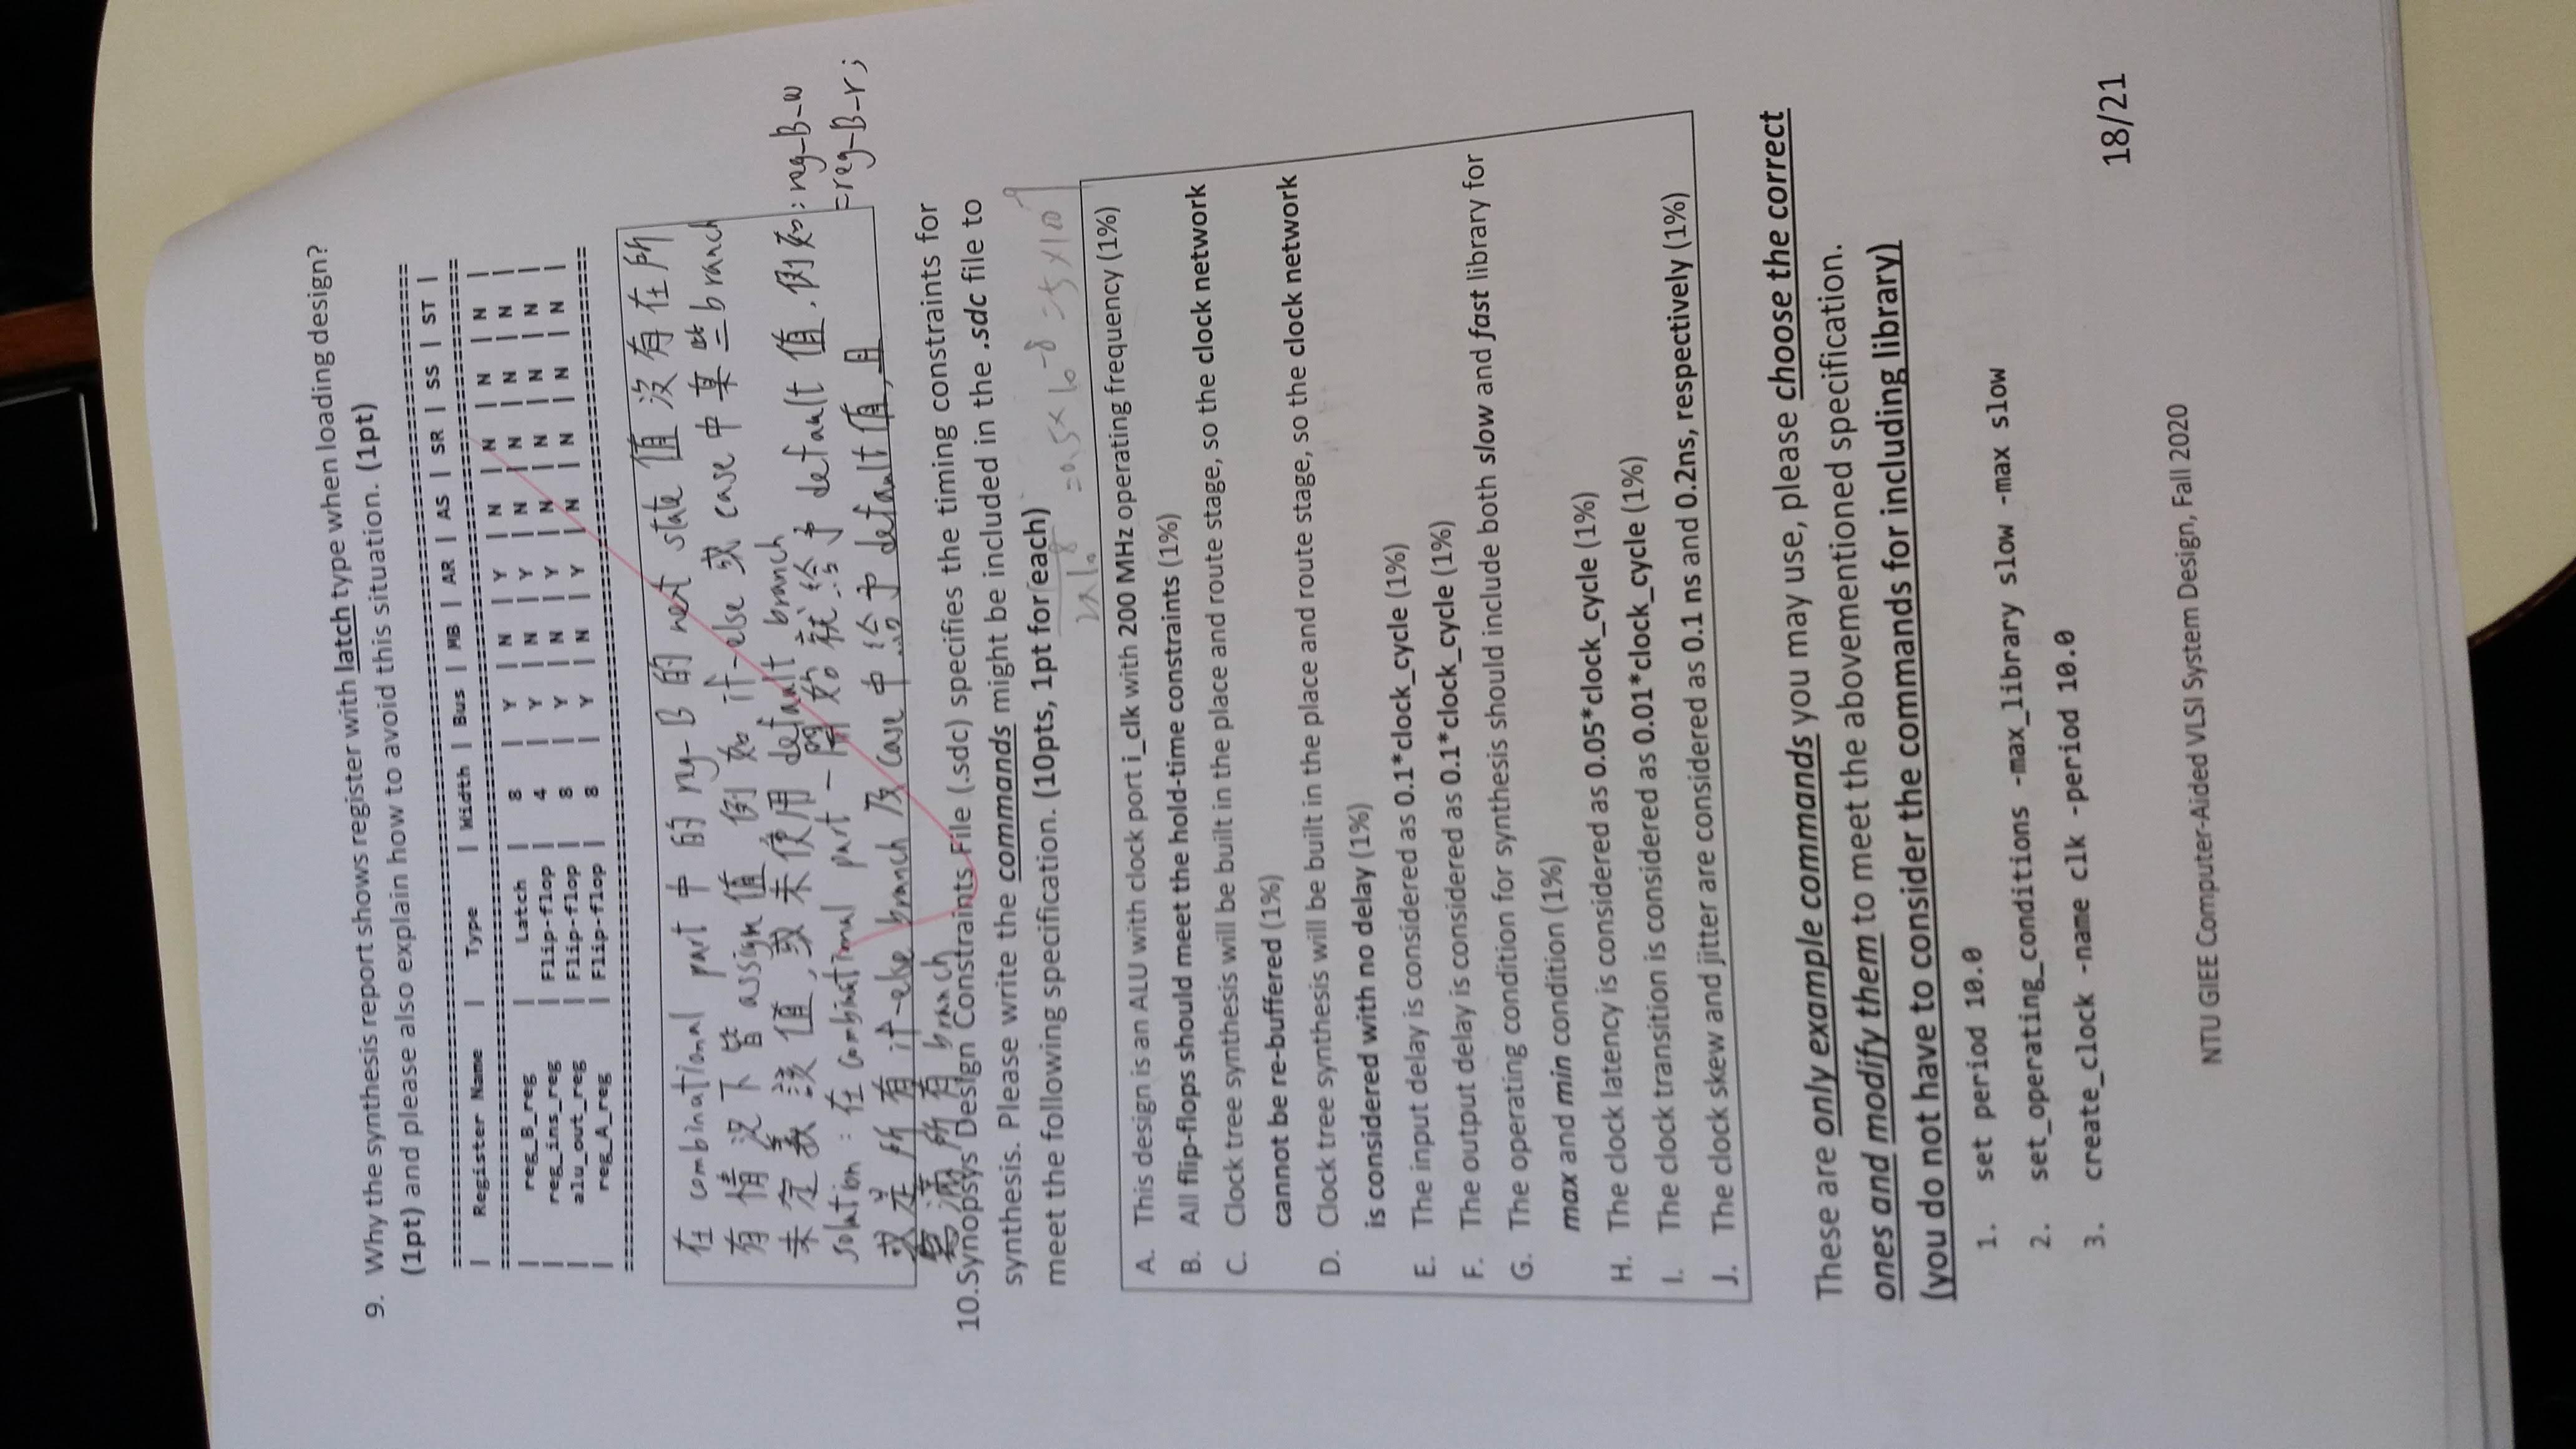 9. Why the synthesis report shows register with latch type when loading design?
(1pt) and please also explain how to avoid this situation. (1pt)
| Register Name | Type | Width | Bus | MB | AR | AS | SR | SS | ST |
| reg_B_reg | Latch | 8 | Y | N | Y | N | N | N | N |
| reg_ins_reg | Flip-flop | 4 | Y | N | Y | N | N | N | N |
| alu_out_reg | Flip-flop | 8 | Y | N | Y | N | N | N | N |
| reg_A_reg | Flip-flop | 8 | Y | N | Y | N | N | N | N |
在 combinational part 中的 reg-B 的 next state 值沒有在所
有情況下皆 assign 值, 例如 if-else 或 case 中某些 branch
未定義該值, 或未使用 default branch
solution : 在 combinational part 一開始就給予 default 值. 例如: reg-B-w
=reg-B-r;
或是所有 if-else branch 及 case 中給予 default 值, 且
寫滿所有 branch
10. Synopsys Design Constraints File (.sdc) specifies the timing constraints for
synthesis. Please write the commands might be included in the .sdc file to
meet the following specification. (10pts, 1pt for each)
2x10^8 =0.5x10^-8 =5x10^-9
A. This design is an ALU with clock port i_clk with 200 MHz operating frequency (1%)
B. All flip-flops should meet the hold-time constraints (1%)
C. Clock tree synthesis will be built in the place and route stage, so the clock network
cannot be re-buffered (1%)
D. Clock tree synthesis will be built in the place and route stage, so the clock network
is considered with no delay (1%)
E. The input delay is considered as 0.1*clock_cycle (1%)
F. The output delay is considered as 0.1*clock_cycle (1%)
G. The operating condition for synthesis should include both slow and fast library for
max and min condition (1%)
H. The clock latency is considered as 0.05*clock_cycle (1%)
I. The clock transition is considered as 0.01*clock_cycle (1%)
J. The clock skew and jitter are considered as 0.1 ns and 0.2ns, respectively (1%)
These are only example commands you may use, please choose the correct
ones and modify them to meet the abovementioned specification.
(you do not have to consider the commands for including library)
1. set period 10.0
2. set_operating_conditions -max_library slow -max slow
3. create_clock -name clk -period 10.0
18/21
NTU GIEE Computer-Aided VLSI System Design, Fall 2020